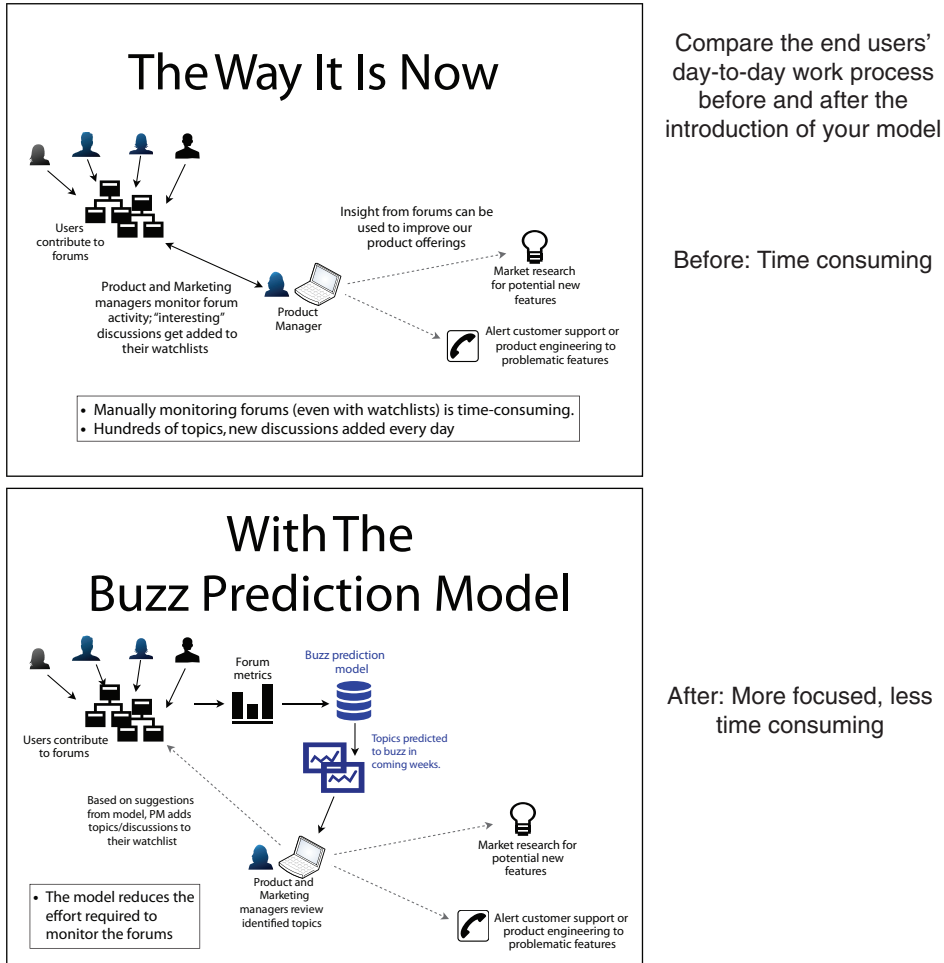 The Way It Is Now
Users
contribute to
forums
Product and Marketing
managers monitor forum
activity; “interesting”
discussions get added to
their watchlists
Product
Manager
Insight from forums can be
used to improve our
product offerings
Market research
for potential new
features
Alert customer support or
product engineering to
problematic features
• Manually monitoring forums (even with watchlists) is time-consuming.
• Hundreds of topics, new discussions added every day
Compare the end users’
day-to-day work process
before and after the
introduction of your model
Before: Time consuming
With The
Buzz Prediction Model
Users contribute
to forums
Forum
metrics
Buzz prediction
model
Topics predicted
to buzz in
coming weeks.
Based on suggestions
from model, PM adds
topics/discussions to
their watchlist
Product and
Marketing
managers review
identified topics
Market research for
potential new
features
Alert customer support or
product engineering to
problematic features
• The model reduces the
effort required to
monitor the forums
After: More focused, less
time consuming